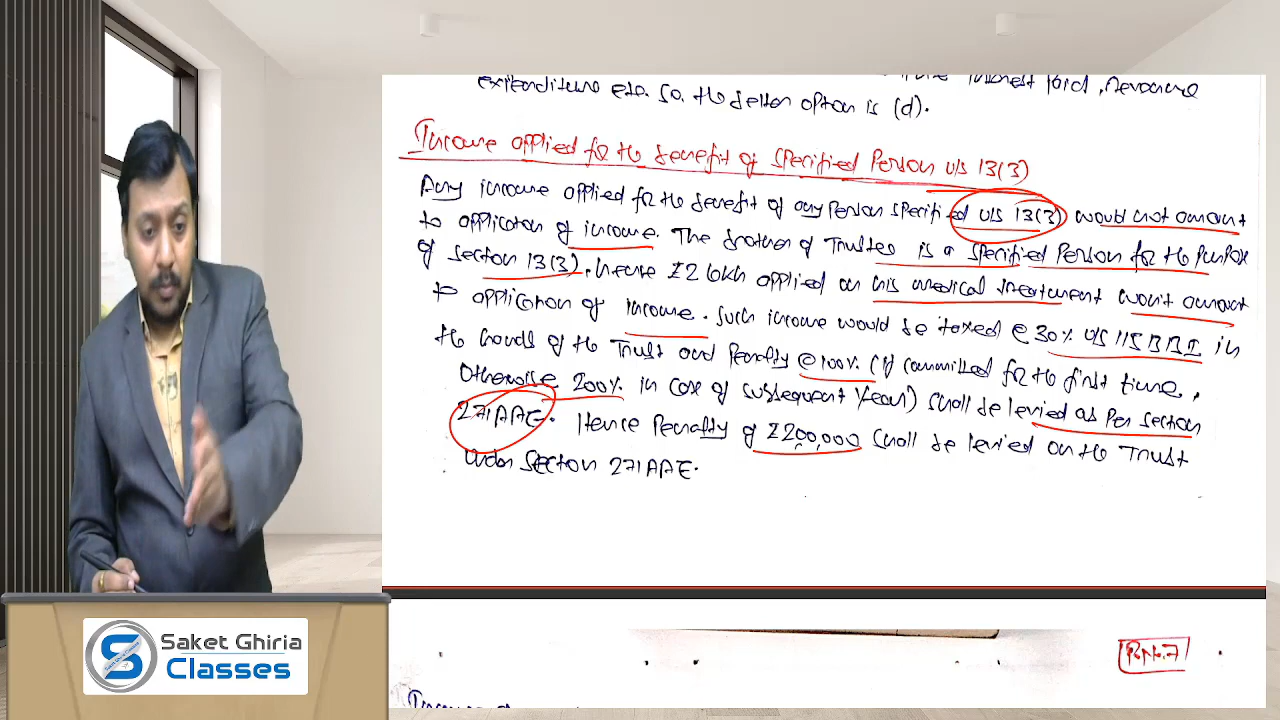 expenditure etc. So, the better option is (d).
Income applied for the benefit of Specified Person u/s 13(3)
Any income applied for the benefit of any Person specified u/s 13(3) would not amount
to application of income. The brother of Trustee is a specified Person for the purpose
of section 13(3), hence ₹2 lakh applied on his medical treatment won't amount
to application of income. Such income would be taxed @ 30% u/s 115BBI in
the hands of the Trust and Penalty @ 100% (if committed for the first time,
Otherwise 200% in case of subsequent year) shall be levied as per section
271AAE. Hence Penalty of ₹200,000 shall be levied on the Trust
Under Section 271AAE.
Saket Ghiria
Classes